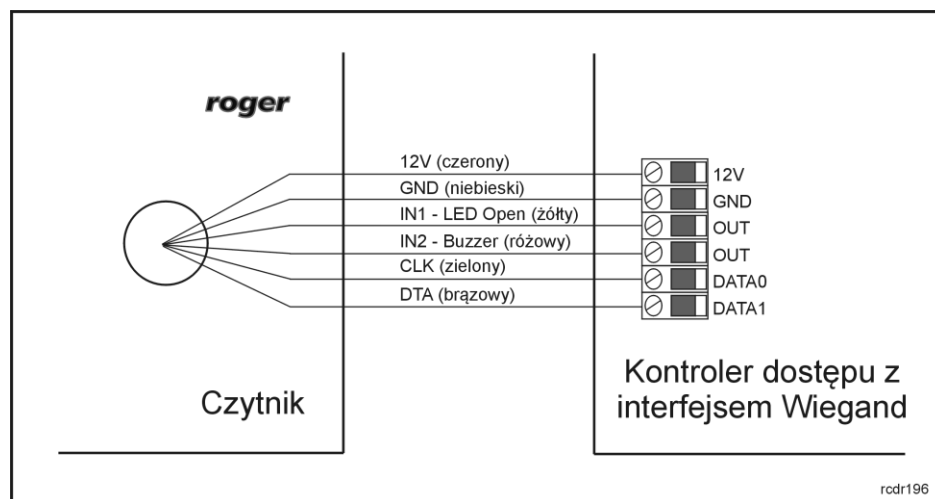 roger
12V (czerony)
12V
GND (niebieski)
GND
IN1 - LED Open (żółty)
OUT
IN2 - Buzzer (różowy)
OUT
CLK (zielony)
DATA0
DTA (brązowy)
DATA1
Czytnik
Kontroler dostępu z
interfejsem Wiegand
rcdr196